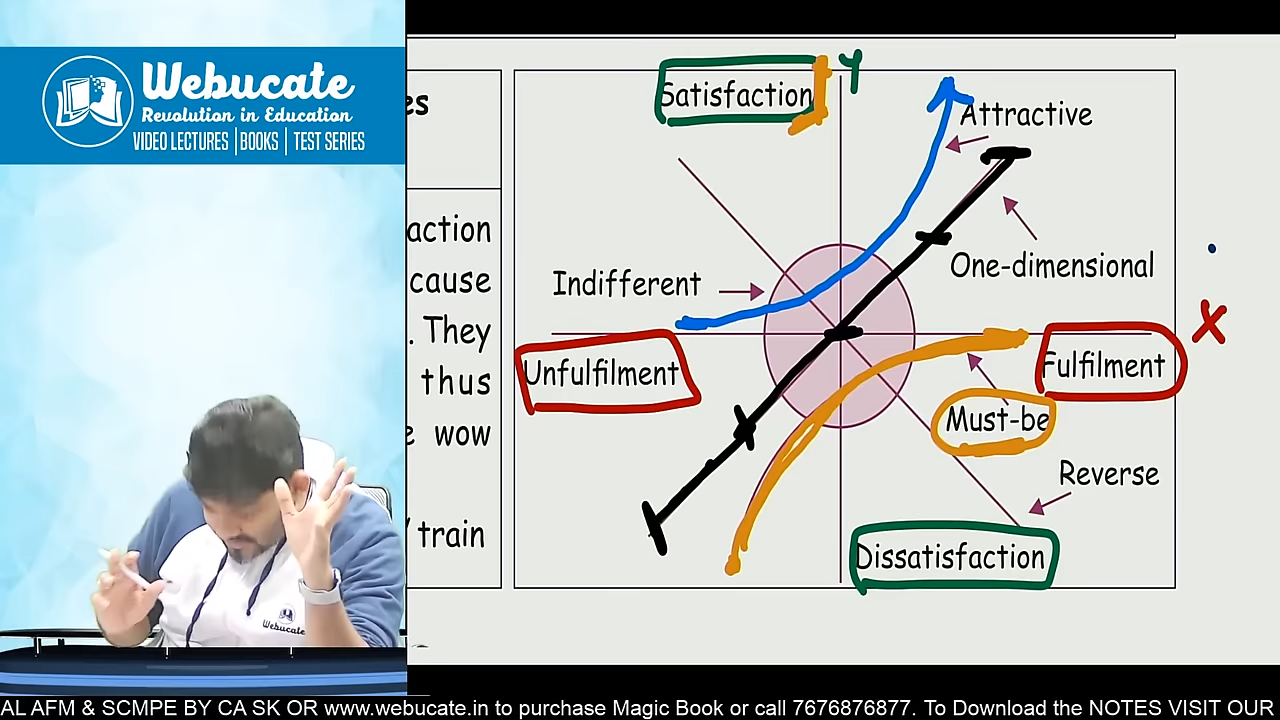 Webucate
Revolution in Education
VIDEO LECTURES | BOOKS | TEST SERIES
es
action
cause
. They
thus
wow
train
Satisfaction
y
Attractive
One-dimensional
Indifferent
X
Unfulfilment
Fulfilment
Must-be
Reverse
Dissatisfaction
Webucate
AL AFM & SCMPE BY CA SK OR www.webucate.in to purchase Magic Book or call 7676876877. To Download the NOTES VISIT OUR